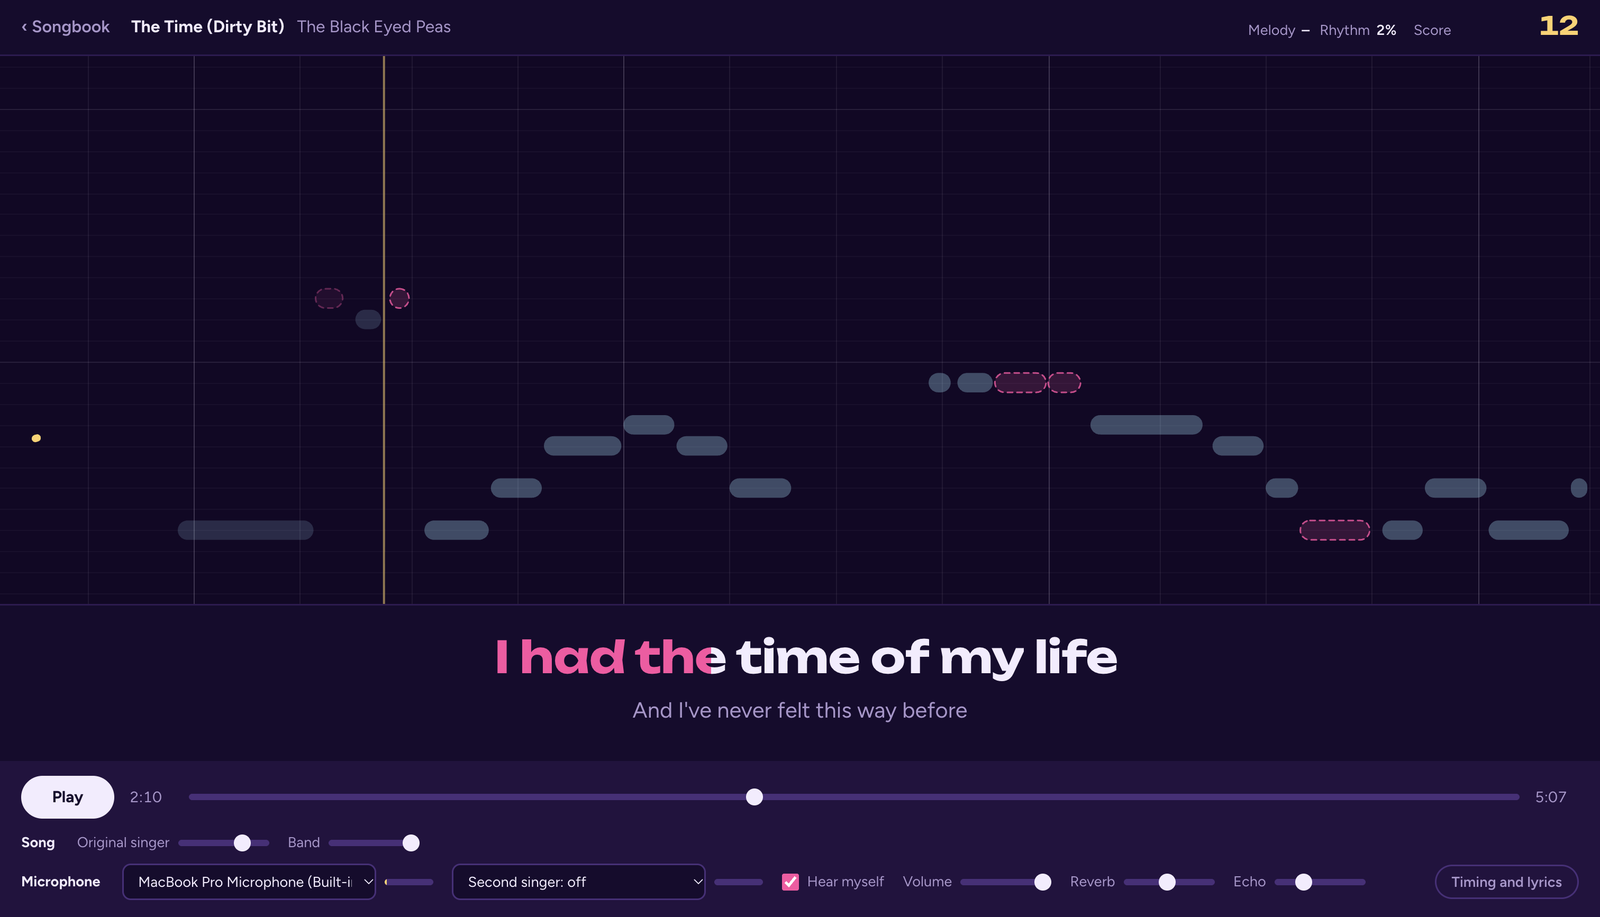 ‹ Songbook The Time (Dirty Bit) The Black Eyed Peas Melody – Rhythm 2% Score 12
I had the time of my life
And I've never felt this way before
Play 2:10 5:07
Song Original singer Band
Microphone MacBook Pro Microphone (Built-i Second singer: off Hear myself Volume Reverb Echo Timing and lyrics